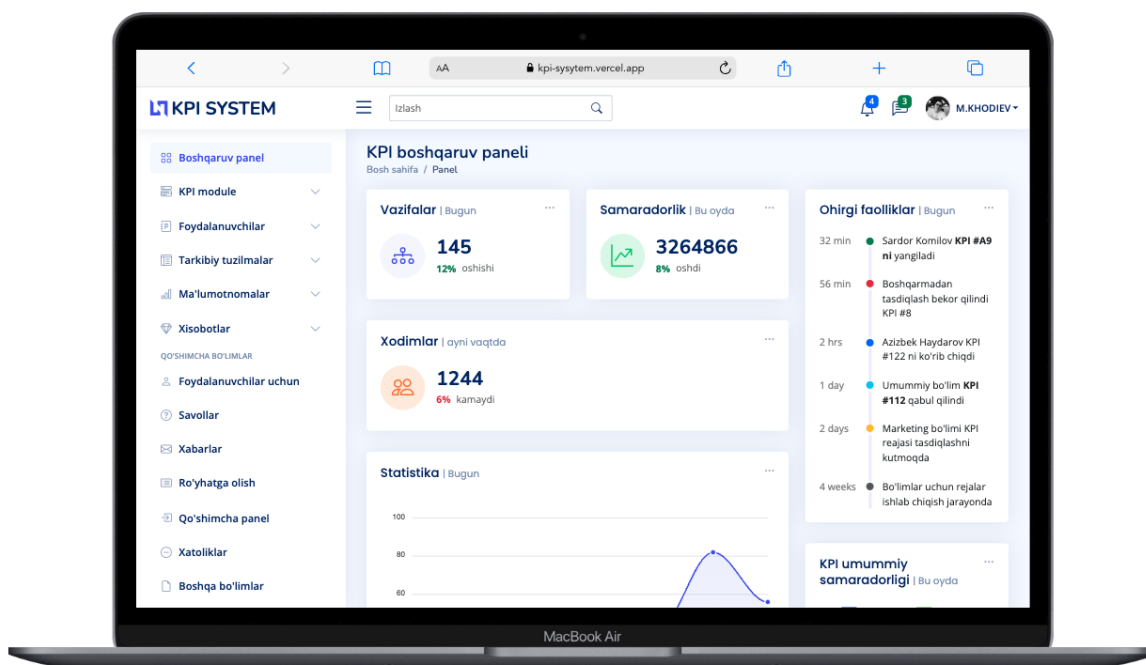 AA
kpi-sysytem.vercel.app
KPI SYSTEM
Izlash
4
3
M.KHODIEV
Boshqaruv panel
KPI module
Foydalanuvchilar
Tarkibiy tuzilmalar
Ma'lumotnomalar
Xisobotlar
QO'SHIMCHA BO'LIMLAR
Foydalanuvchilar uchun
Savollar
Xabarlar
Ro'yhatga olish
Qo'shimcha panel
Xatoliklar
Boshqa bo'limlar
KPI boshqaruv paneli
Bosh sahifa / Panel
Vazifalar | Bugun
145
12% oshishi
Samaradorlik | Bu oyda
3264866
8% oshdi
Xodimlar | ayni vaqtda
1244
6% kamaydi
Statistika | Bugun
100
80
60
Ohirgi faolliklar | Bugun
32 min Sardor Komilov KPI #A9
ni yangiladi
56 min Boshqarmadan
tasdiqlash bekor qilindi
KPI #8
2 hrs Azizbek Haydarov KPI
#122 ni ko'rib chiqdi
1 day Umummiy bo'lim KPI
#112 qabul qilindi
2 days Marketing bo'limi KPI
rejasi tasdiqlashni
kutmoqda
4 weeks Bo'limlar uchun rejalar
ishlab chiqish jarayonda
KPI umummiy
samaradorligi | Bu oyda
MacBook Air